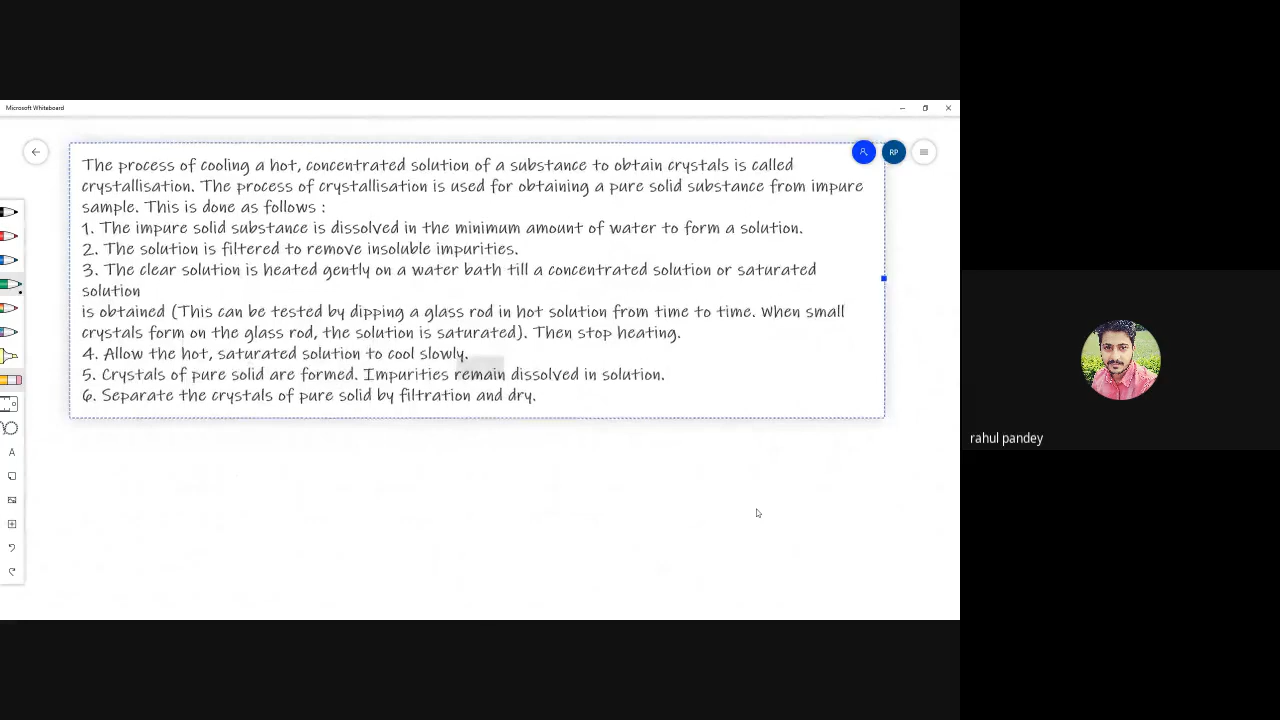 Microsoft Whiteboard
RP
The process of cooling a hot, concentrated solution of a substance to obtain crystals is called
crystallisation. The process of crystallisation is used for obtaining a pure solid substance from impure
sample. This is done as follows :
1. The impure solid substance is dissolved in the minimum amount of water to form a solution.
2. The solution is filtered to remove insoluble impurities.
3. The clear solution is heated gently on a water bath till a concentrated solution or saturated
solution
is obtained (This can be tested by dipping a glass rod in hot solution from time to time. When small
crystals form on the glass rod, the solution is saturated). Then stop heating.
4. Allow the hot, saturated solution to cool slowly.
5. Crystals of pure solid are formed. Impurities remain dissolved in solution.
6. Separate the crystals of pure solid by filtration and dry.
A
rahul pandey